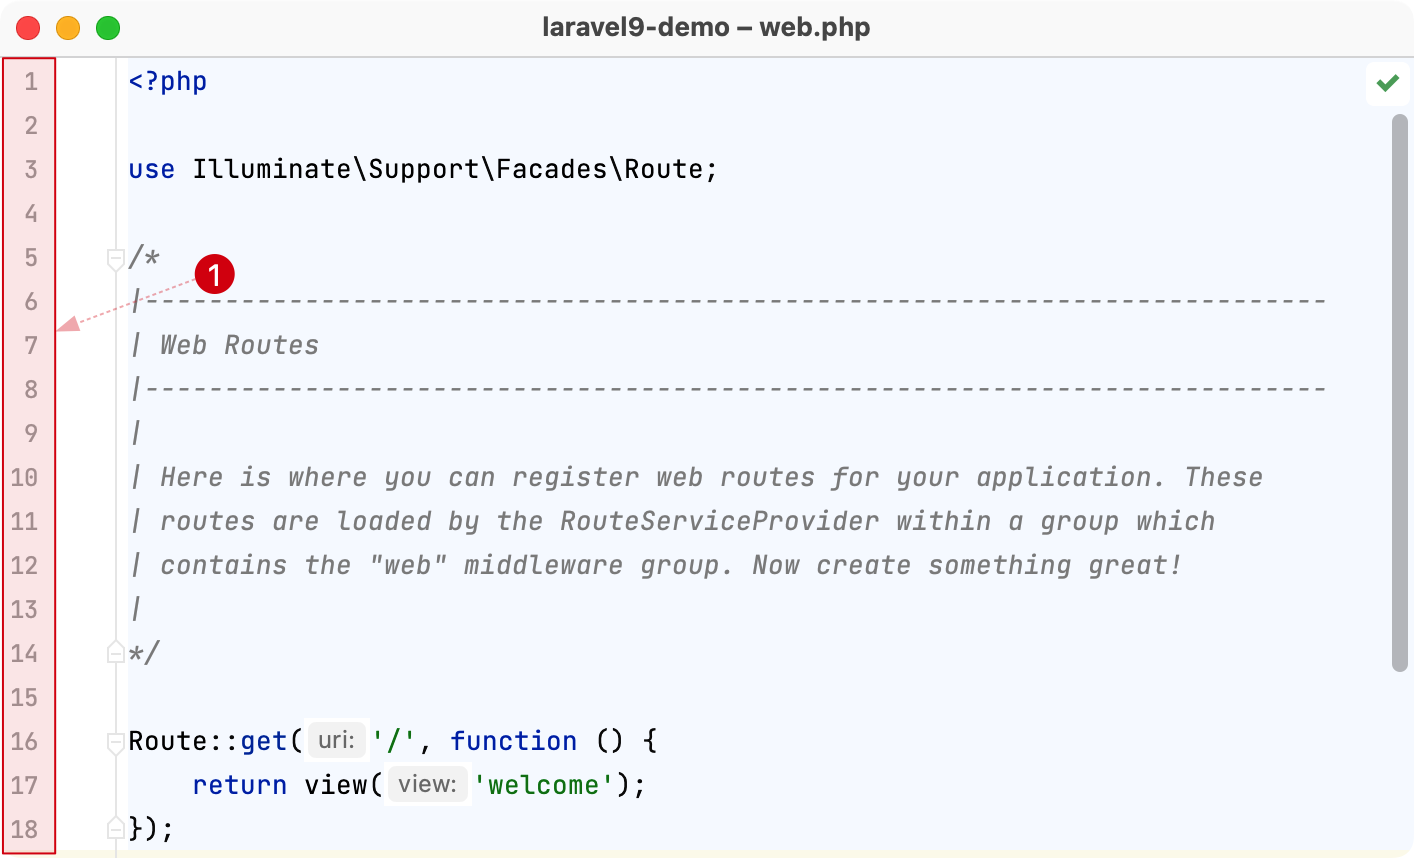 laravel9-demo – web.php
1 <?php
2
3 use Illuminate\Support\Facades\Route;
4
5 /*
1
6 |--------------------------------------------------------------------------
7 | Web Routes
8 |--------------------------------------------------------------------------
9 |
10 | Here is where you can register web routes for your application. These
11 | routes are loaded by the RouteServiceProvider within a group which
12 | contains the "web" middleware group. Now create something great!
13 |
14 */
15
16 Route::get( uri: '/', function () {
17     return view( view: 'welcome');
18 });